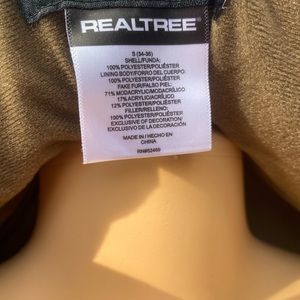 REALTREE
S (34-36)
SHELL/FUNDA:
100% POLYESTER/POLIÉSTER
LINING BODY/FORRO DEL CUERPO:
100% POLYESTER/POLIÉSTER
FAKE FUR/FALSO PIEL:
71% MODACRYLIC/MODACRÍLICO
17% ACRYLIC/ACRÍLICO
12% POLYESTER/POLIÉSTER
FILLER/RELLENO:
100% POLYESTER/POLIÉSTER
EXCLUSIVE OF DECORATION/
EXCLUSIVO DE LA DECORACIÓN
MADE IN / HECHO EN
CHINA
RN#52469